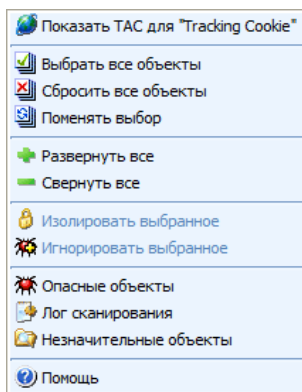 Показать TAC для "Tracking Cookie"
Выбрать все объекты
Сбросить все объекты
Поменять выбор
Развернуть все
Свернуть все
Изолировать выбранное
Игнорировать выбранное
Опасные объекты
Лог сканирования
Незначительные объекты
Помощь